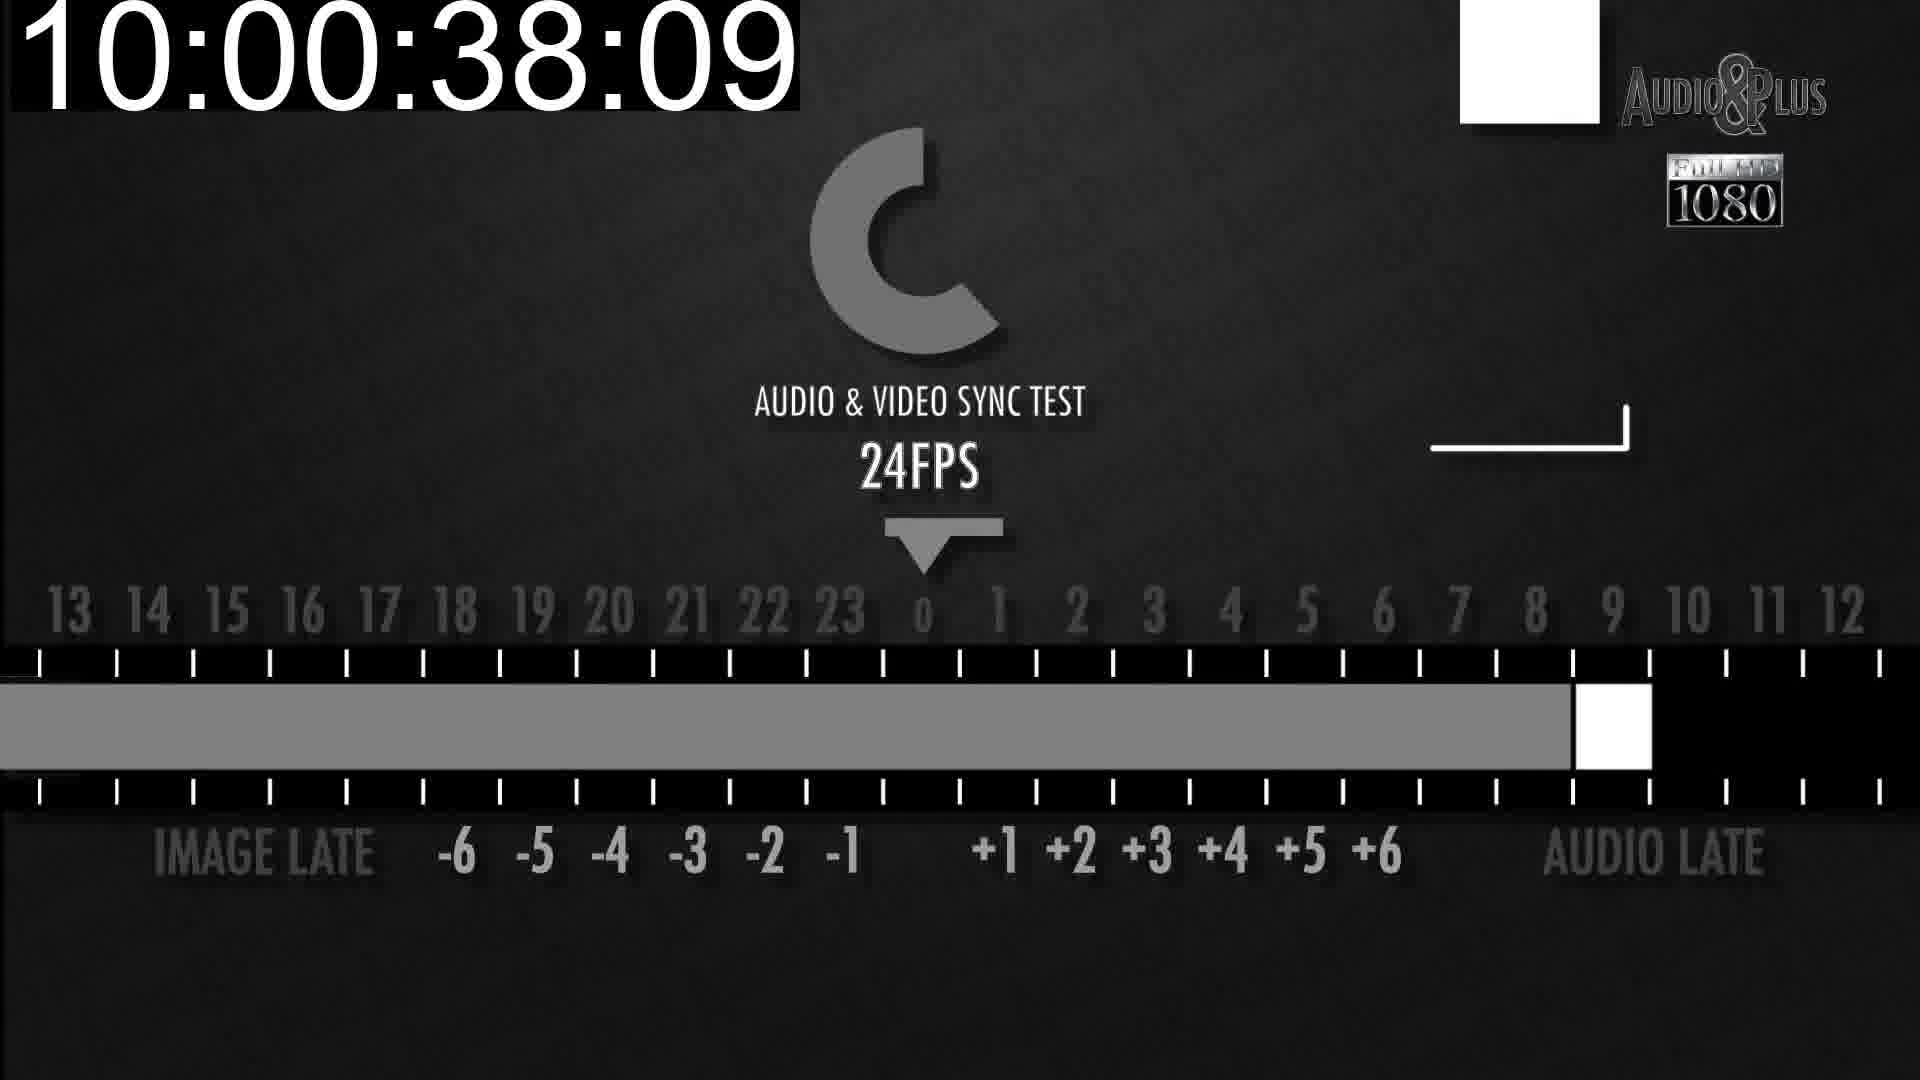 10:00:38:09
AUDIO & PLUS
FULL HD
1080
AUDIO & VIDEO SYNC TEST
24FPS
13 14 15 16 17 18 19 20 21 22 23 0 1 2 3 4 5 6 7 8 9 10 11 12
IMAGE LATE -6 -5 -4 -3 -2 -1 +1 +2 +3 +4 +5 +6 AUDIO LATE